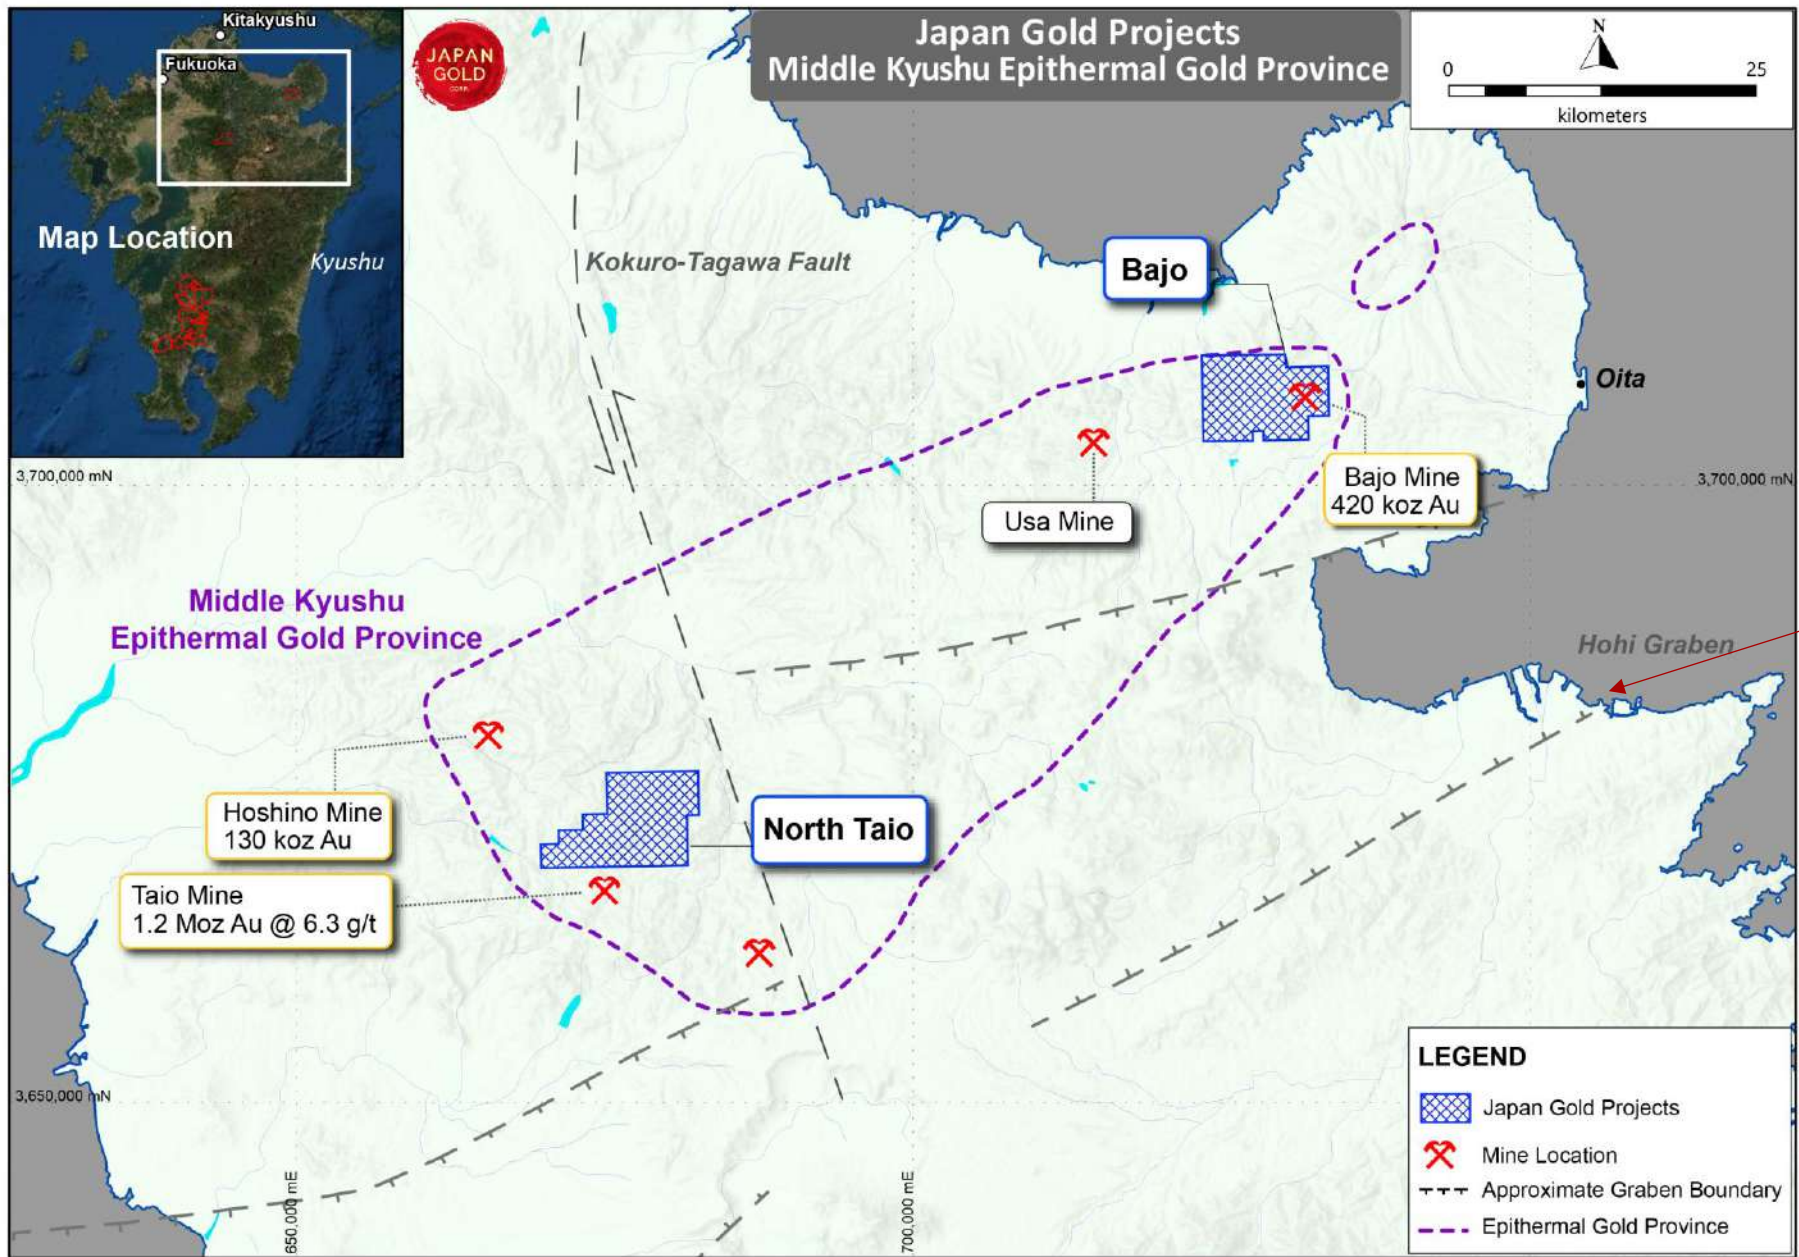 Kitakyushu
Fukuoka
Map Location
Kyushu
JAPAN
GOLD
CORP.
Japan Gold Projects
Middle Kyushu Epithermal Gold Province
N
0 25
kilometers
Kokuro-Tagawa Fault
Bajo
Oita
3,700,000 mN
3,700,000 mN
Bajo Mine
420 koz Au
Usa Mine
Middle Kyushu
Epithermal Gold Province
Hohi Graben
Hoshino Mine
130 koz Au
North Taio
Taio Mine
1.2 Moz Au @ 6.3 g/t
3,650,000 mN
650,000 mE
700,000 mE
LEGEND
Japan Gold Projects
Mine Location
Approximate Graben Boundary
Epithermal Gold Province